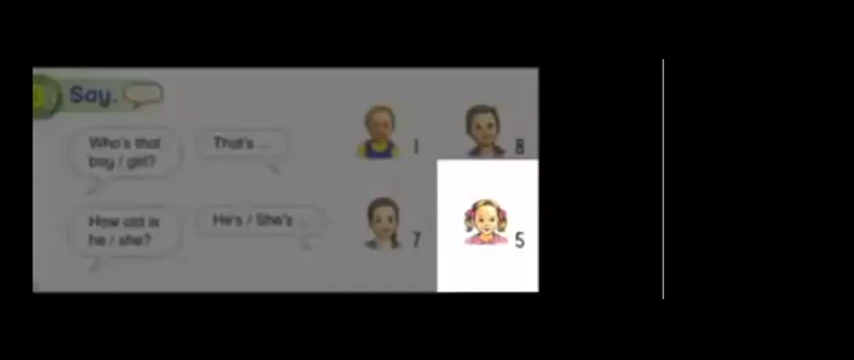 Say.
Who's that
boy / girl?
That's ...
1
8
How old is
he / she?
He's / She's ...
7
5